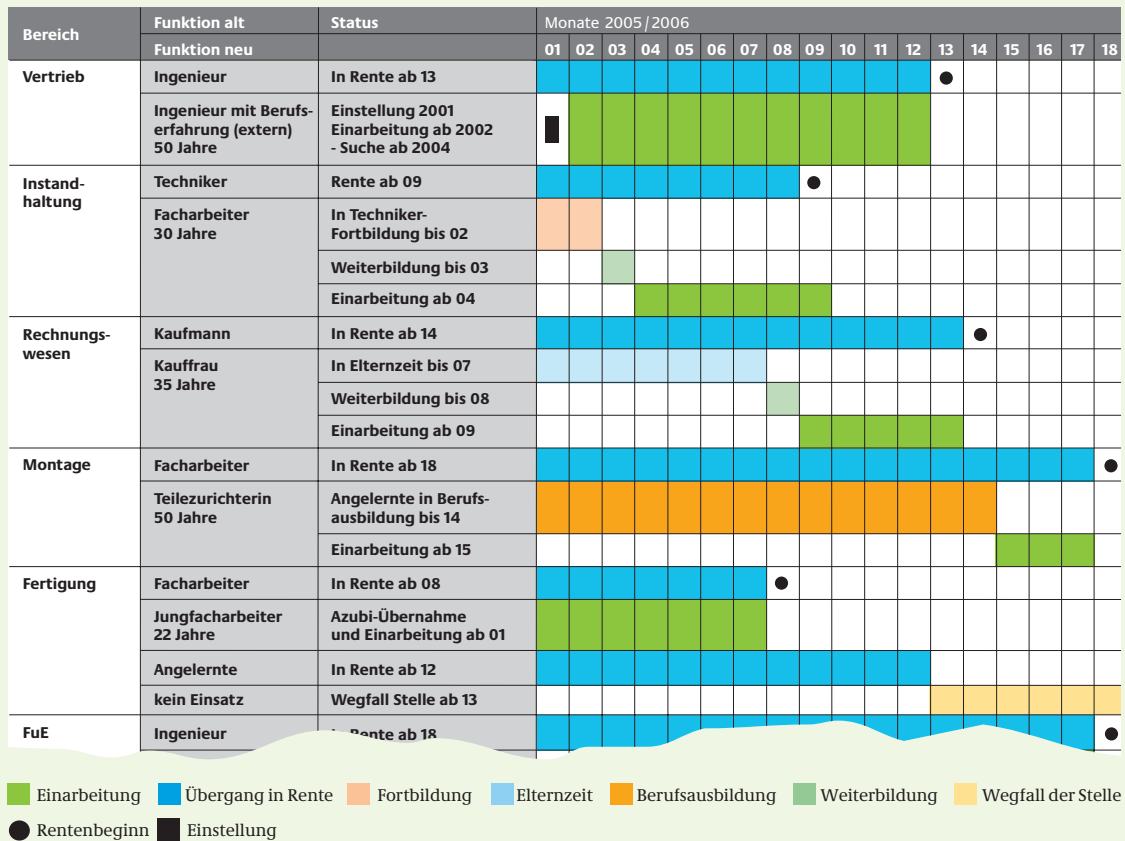 Bereich
Funktion alt
Status
Monate 2005/2006
Funktion neu
01 02 03 04 05 06 07 08 09 10 11 12 13 14 15 16 17 18
Vertrieb
Ingenieur
In Rente ab 13
Ingenieur mit Berufs-
erfahrung (extern)
50 Jahre
Einstellung 2001
Einarbeitung ab 2002
- Suche ab 2004
Instand-
haltung
Techniker
Rente ab 09
Facharbeiter
30 Jahre
In Techniker-
Fortbildung bis 02
Weiterbildung bis 03
Einarbeitung ab 04
Rechnungs-
wesen
Kaufmann
In Rente ab 14
Kauffrau
35 Jahre
In Elternzeit bis 07
Weiterbildung bis 08
Einarbeitung ab 09
Montage
Facharbeiter
In Rente ab 18
Teilezurichterin
50 Jahre
Angelernte in Berufs-
ausbildung bis 14
Einarbeitung ab 15
Fertigung
Facharbeiter
In Rente ab 08
Jungfacharbeiter
22 Jahre
Azubi-Übernahme
und Einarbeitung ab 01
Angelernte
In Rente ab 12
kein Einsatz
Wegfall Stelle ab 13
FuE
Ingenieur
In Rente ab 18
Einarbeitung
Übergang in Rente
Fortbildung
Elternzeit
Berufsausbildung
Weiterbildung
Wegfall der Stelle
Rentenbeginn
Einstellung